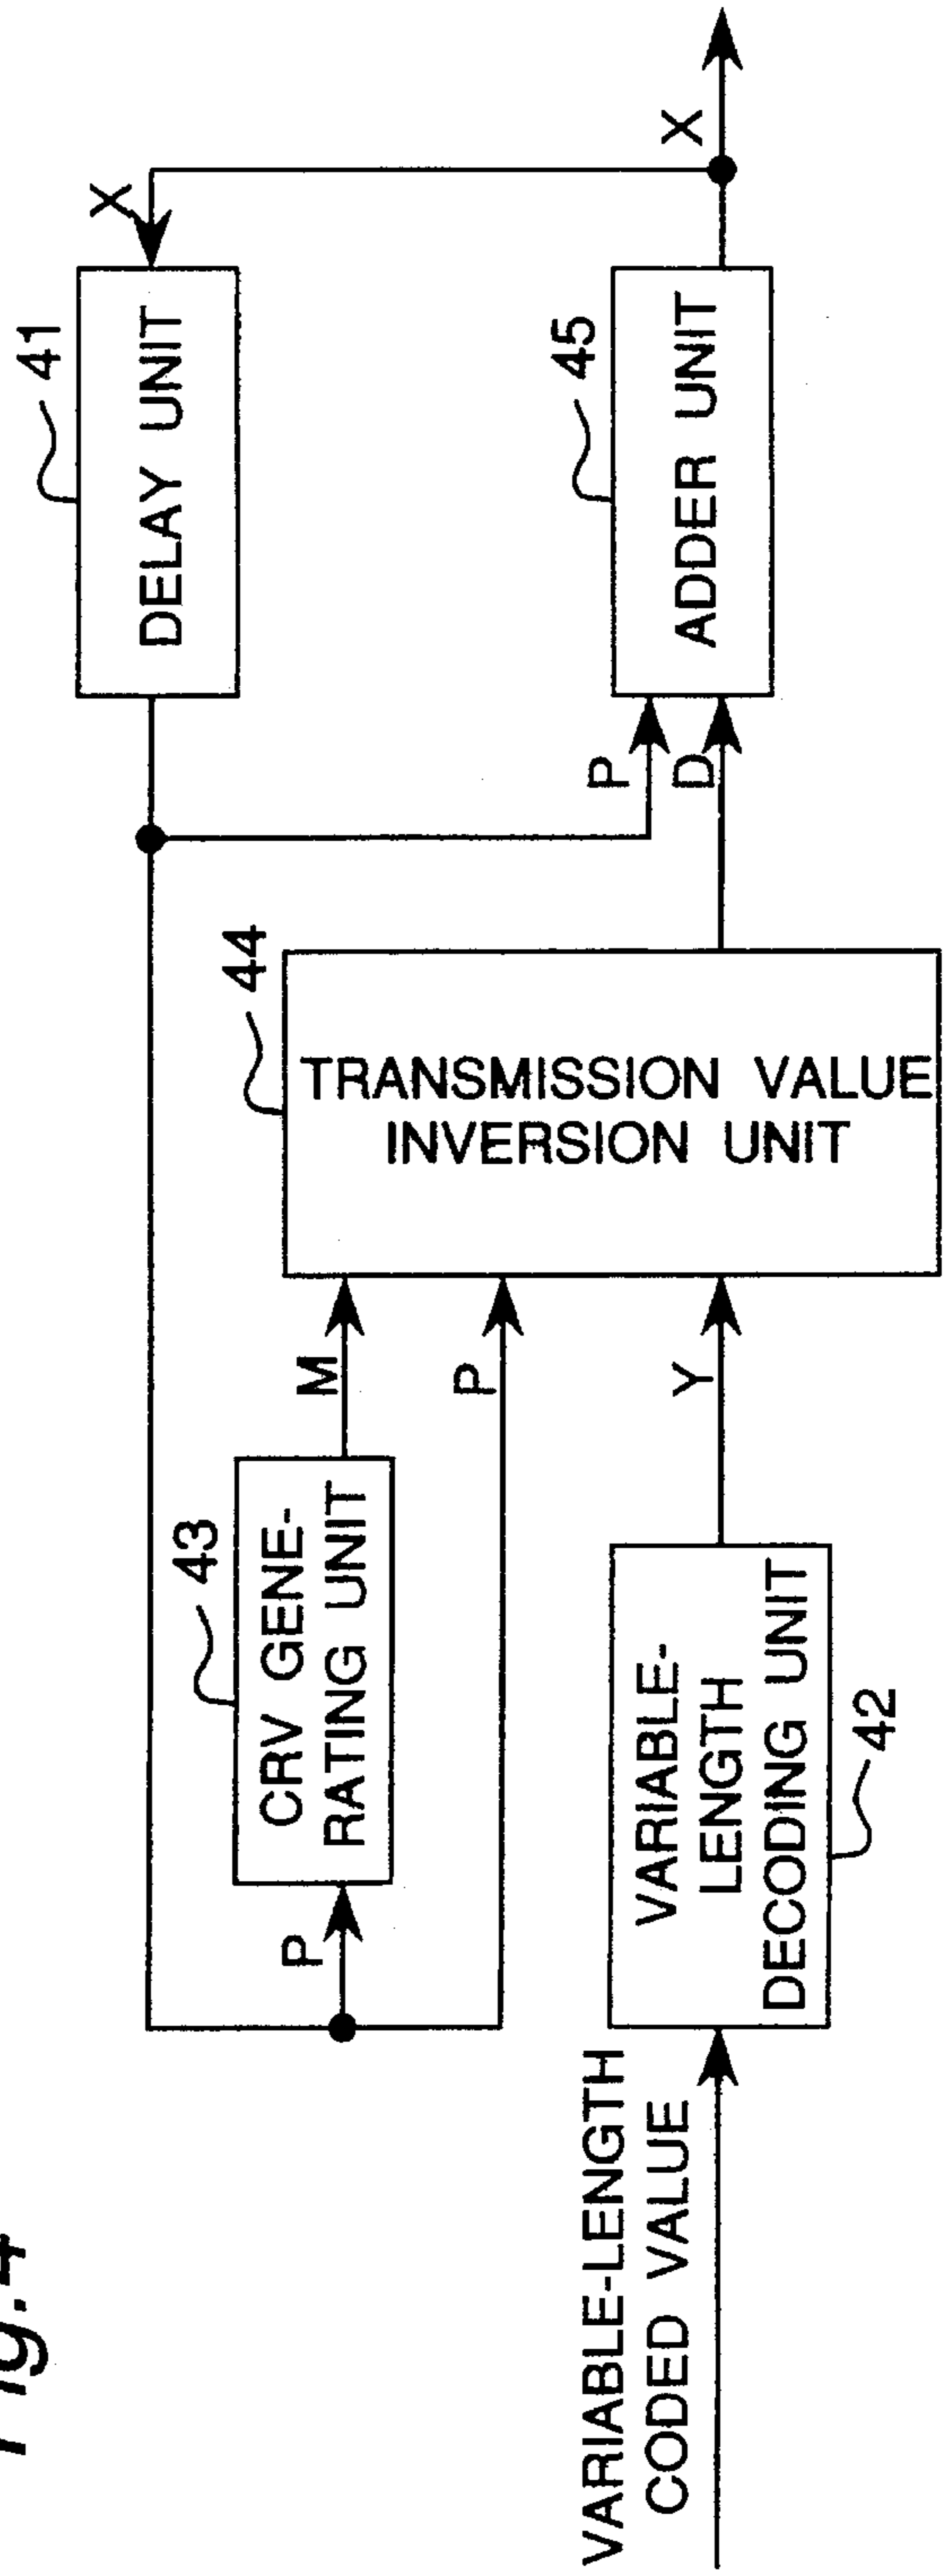 Fig.4
X
41
DELAY UNIT
X
45
ADDER UNIT
P
D
44
TRANSMISSION VALUE
INVERSION UNIT
43
CRV GENE-
RATING UNIT
M
P
P
Y
VARIABLE-
LENGTH
DECODING UNIT
42
VARIABLE-LENGTH
CODED VALUE